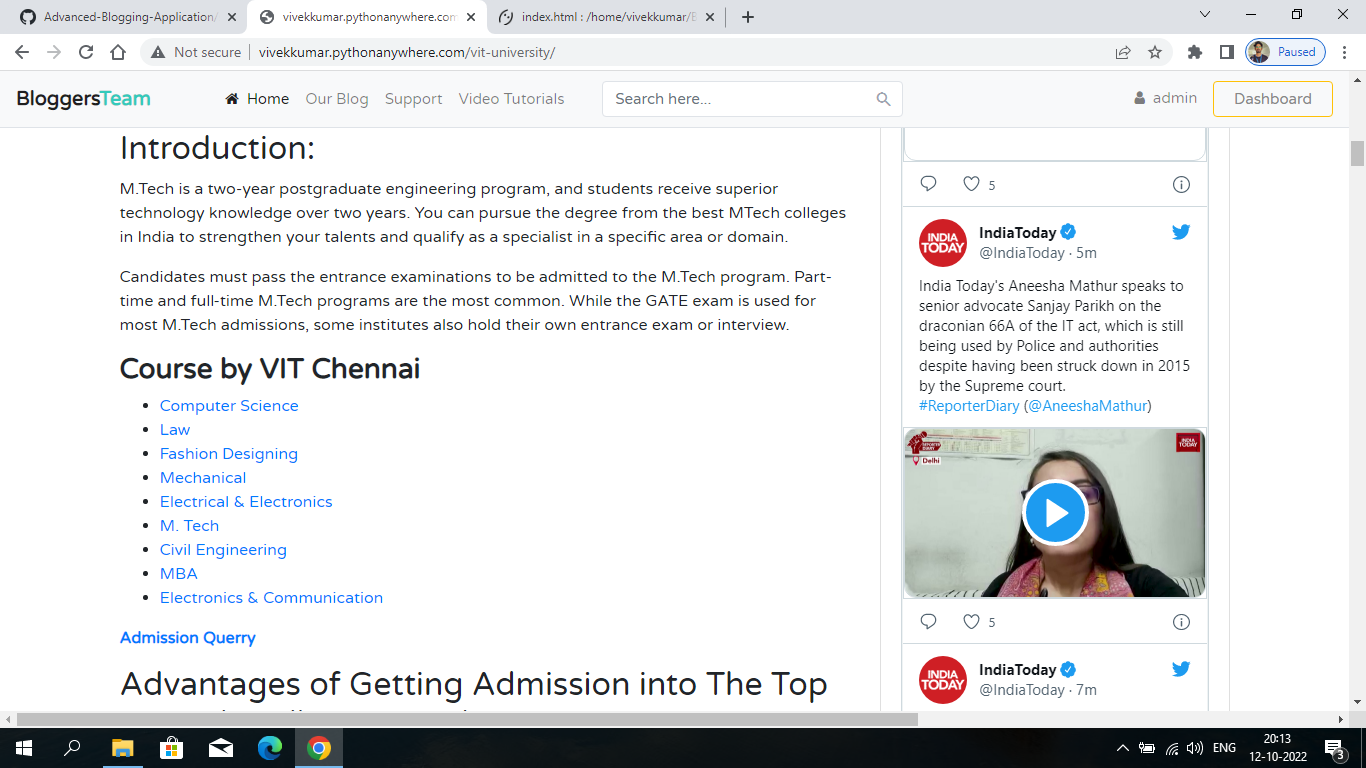 Advanced-Blogging-Application/
vivekkumar.pythonanywhere.com
index.html : /home/vivekkumar/B
Not secure
vivekkumar.pythonanywhere.com/vit-university/
Paused
BloggersTeam
Home
Our Blog
Support
Video Tutorials
Search here...
admin
Dashboard
Introduction:
M.Tech is a two-year postgraduate engineering program, and students receive superior
technology knowledge over two years. You can pursue the degree from the best MTech colleges
in India to strengthen your talents and qualify as a specialist in a specific area or domain.
Candidates must pass the entrance examinations to be admitted to the M.Tech program. Part-
time and full-time M.Tech programs are the most common. While the GATE exam is used for
most M.Tech admissions, some institutes also hold their own entrance exam or interview.
Course by VIT Chennai
Computer Science
Law
Fashion Designing
Mechanical
Electrical & Electronics
M. Tech
Civil Engineering
MBA
Electronics & Communication
Admission Querry
Advantages of Getting Admission into The Top
5
INDIA
TODAY
IndiaToday
@IndiaToday · 5m
India Today's Aneesha Mathur speaks to
senior advocate Sanjay Parikh on the
draconian 66A of the IT act, which is still
being used by Police and authorities
despite having been struck down in 2015
by the Supreme court.
#ReporterDiary (@AneeshaMathur)
REPORTER
DIARY
Delhi
INDIA
TODAY
5
INDIA
TODAY
IndiaToday
@IndiaToday · 7m
ENG
20:13
12-10-2022
3